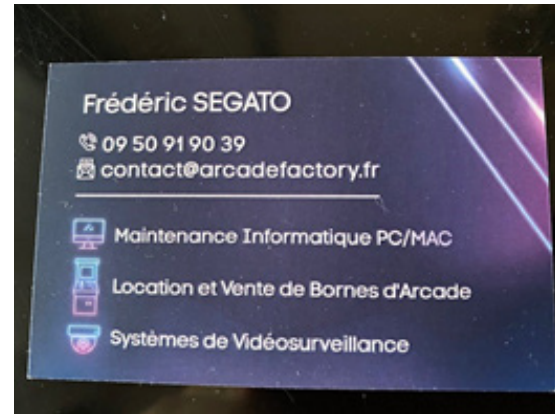 Frédéric SEGATO
09 50 91 90 39
contact@arcadefactory.fr
Maintenance Informatique PC/MAC
Location et Vente de Bornes d'Arcade
Systèmes de Vidéosurveillance